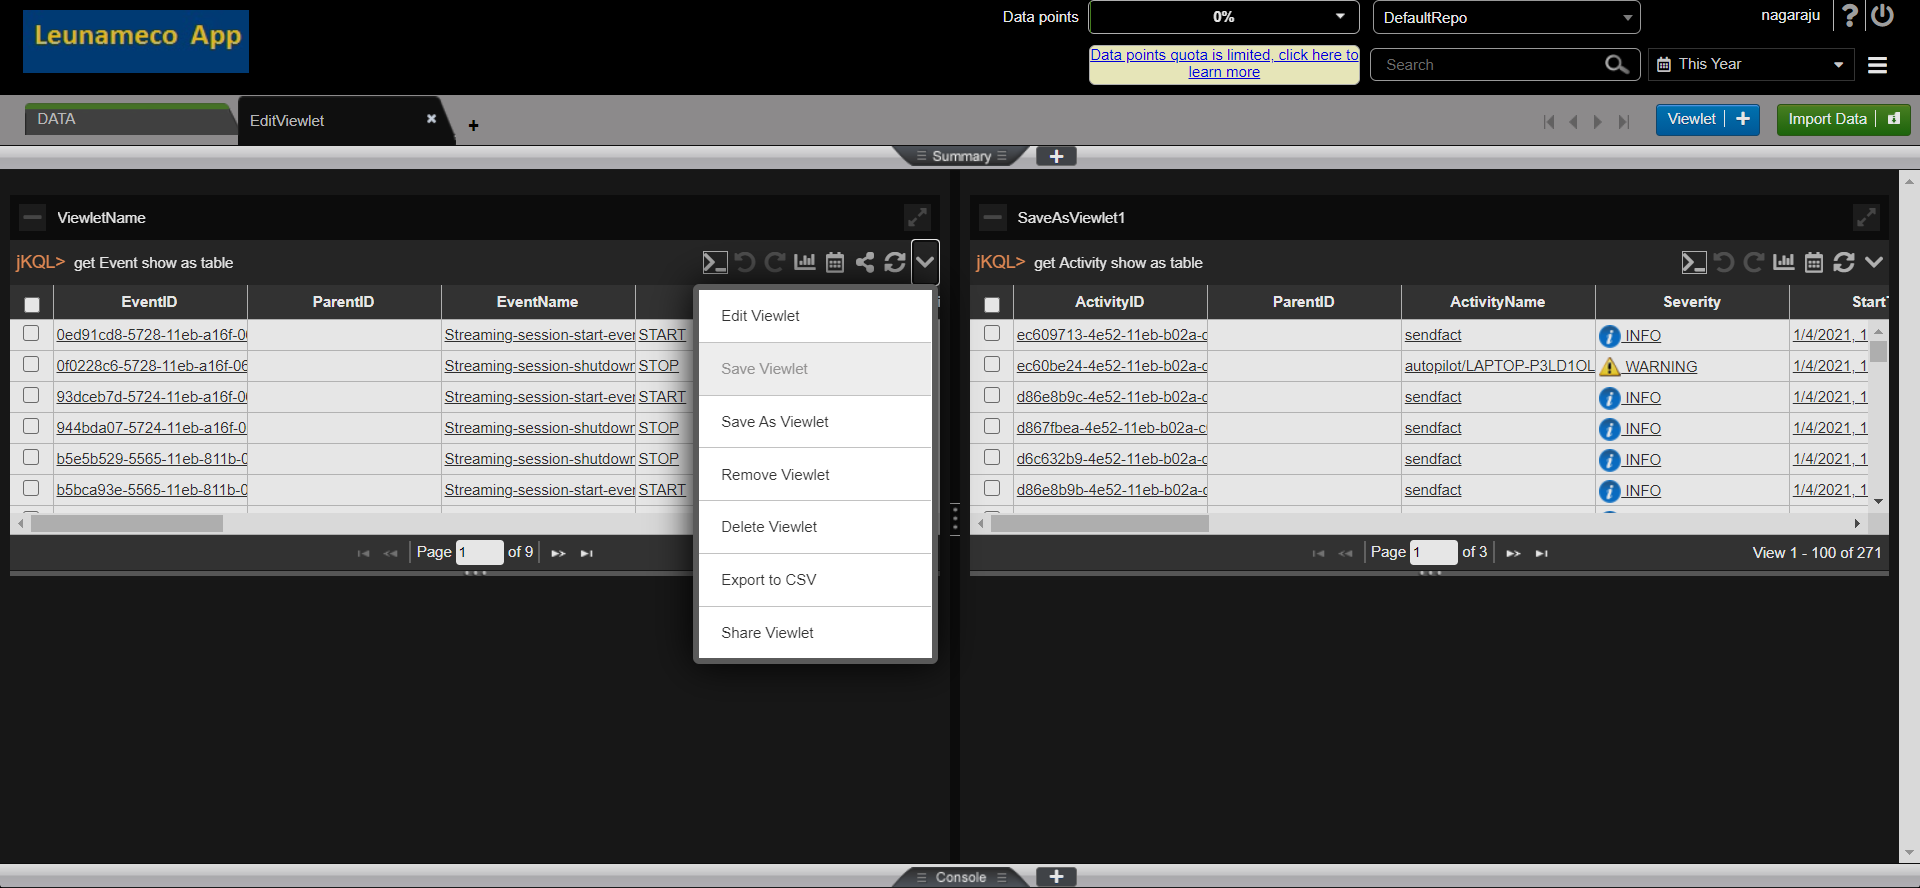 Leunameco App
Data points
0%
DefaultRepo
nagaraju
?
Data points quota is limited, click here to
learn more
Search
This Year
DATA
EditViewlet
Viewlet
Import Data
Summary
ViewletName
jKQL> get Event show as table
EventID ParentID EventName
0ed91cd8-5728-11eb-a16f-0 Streaming-session-start-ever START
0f0228c6-5728-11eb-a16f-06 Streaming-session-shutdowr STOP
93dceb7d-5724-11eb-a16f-0 Streaming-session-start-ever START
944bda07-5724-11eb-a16f-0 Streaming-session-shutdowr STOP
b5e5b529-5565-11eb-811b-0 Streaming-session-shutdowr STOP
b5bca93e-5565-11eb-811b-0 Streaming-session-start-ever START
Page 1 of 9
Edit Viewlet
Save Viewlet
Save As Viewlet
Remove Viewlet
Delete Viewlet
Export to CSV
Share Viewlet
SaveAsViewlet1
jKQL> get Activity show as table
ActivityID ParentID ActivityName Severity Start
ec609713-4e52-11eb-b02a-c sendfact INFO 1/4/2021, 1
ec60be24-4e52-11eb-b02a-c autopilot/LAPTOP-P3LD1OL WARNING 1/4/2021, 1
d86e8b9c-4e52-11eb-b02a-c sendfact INFO 1/4/2021, 1
d867fbea-4e52-11eb-b02a-c sendfact INFO 1/4/2021, 1
d6c632b9-4e52-11eb-b02a-c sendfact INFO 1/4/2021, 1
d86e8b9b-4e52-11eb-b02a-c sendfact INFO 1/4/2021, 1
Page 1 of 3
View 1 - 100 of 271
Console